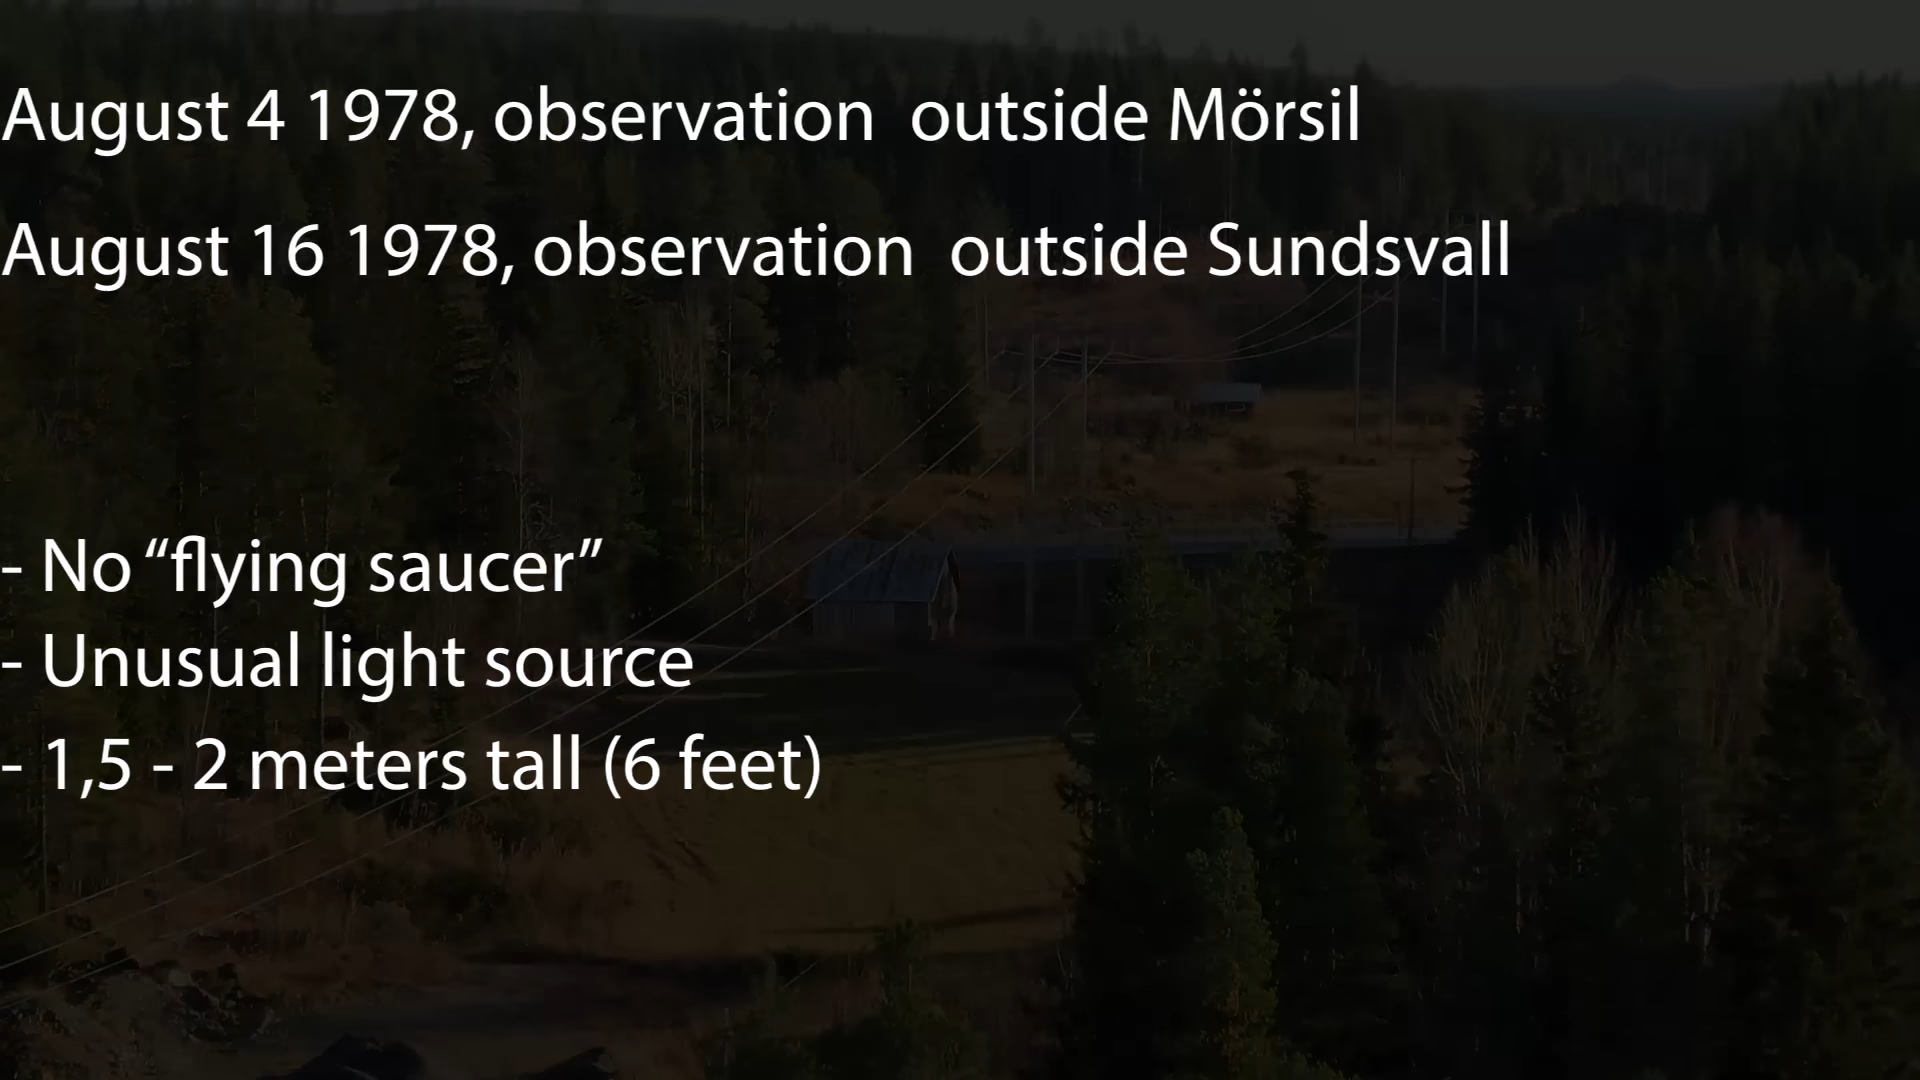 August 4 1978, observation  outside Mörsil
August 16 1978, observation  outside Sundsvall
- No “flying saucer”
- Unusual light source
- 1,5 - 2 meters tall (6 feet)